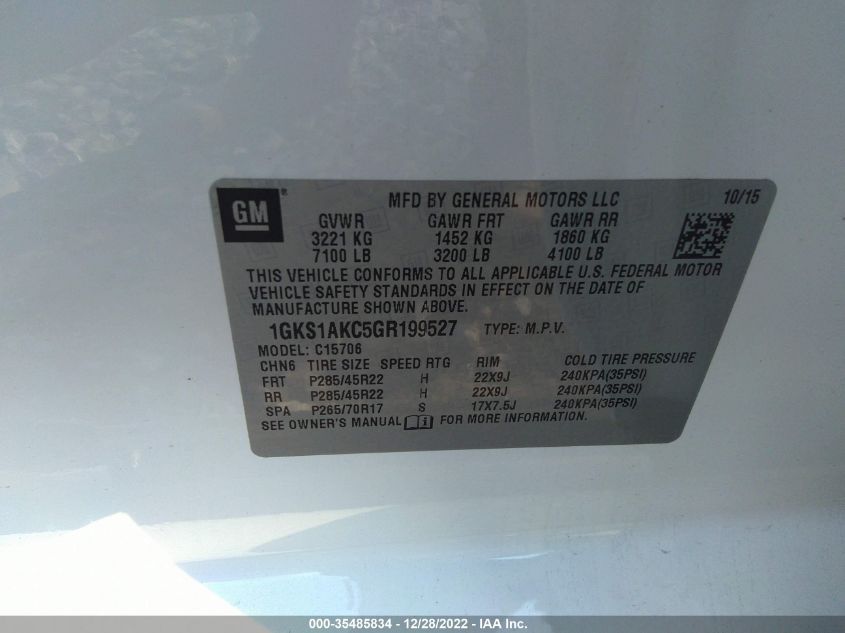 GM®
MFD BY GENERAL MOTORS LLC 10/15
GVWR GAWR FRT GAWR RR
3221 KG 1452 KG 1860 KG
7100 LB 3200 LB 4100 LB
THIS VEHICLE CONFORMS TO ALL APPLICABLE U.S. FEDERAL MOTOR
VEHICLE SAFETY STANDARDS IN EFFECT ON THE DATE OF
MANUFACTURE SHOWN ABOVE.
1GKS1AKC5GR199527 TYPE: M.P.V.
MODEL: C15706
CHN6 TIRE SIZE SPEED RTG RIM COLD TIRE PRESSURE
FRT P285/45R22 H 22X9J 240KPA(35PSI)
RR P285/45R22 H 22X9J 240KPA(35PSI)
SPA P265/70R17 S 17X7.5J 240KPA(35PSI)
SEE OWNER'S MANUAL i FOR MORE INFORMATION.
000-35485834 - 12/28/2022 - IAA Inc.